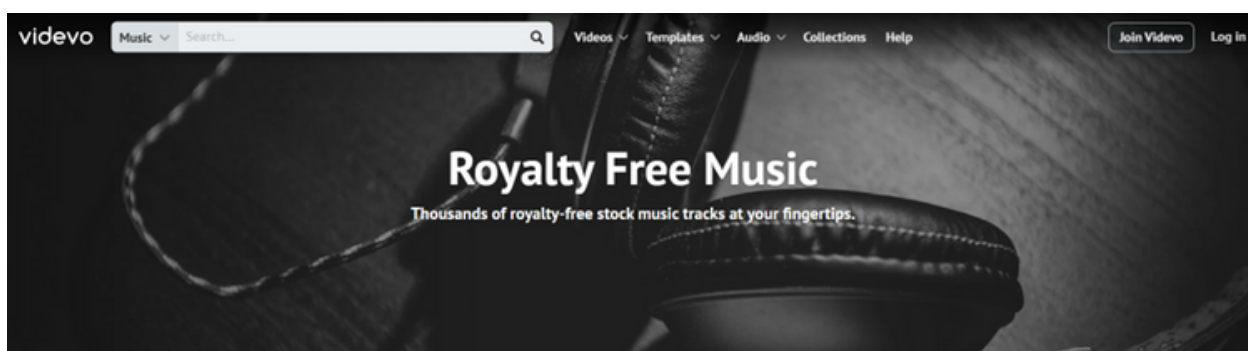 videvo Music Search... Videos Templates Audio Collections Help Join Videvo Log in
Royalty Free Music
Thousands of royalty-free stock music tracks at your fingertips.